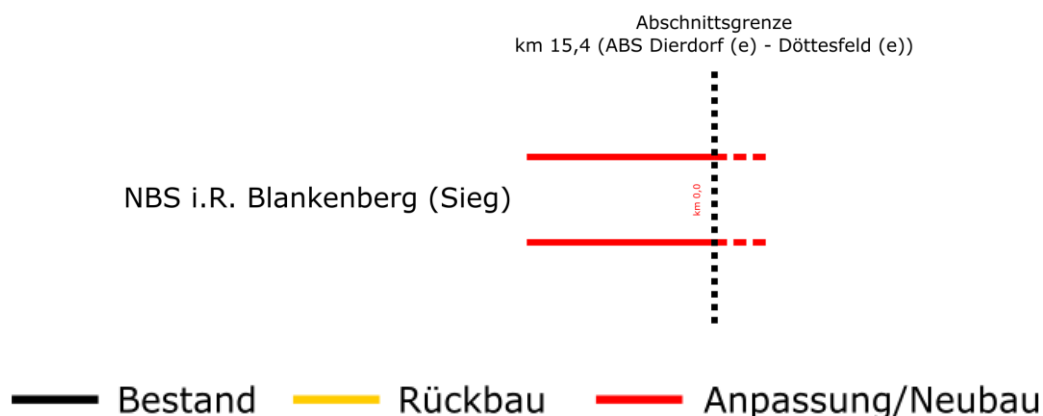 Abschnittsgrenze
km 15,4 (ABS Dierdorf (e) - Döttesfeld (e))
NBS i.R. Blankenberg (Sieg)
km 0,0
Bestand
Rückbau
Anpassung/Neubau